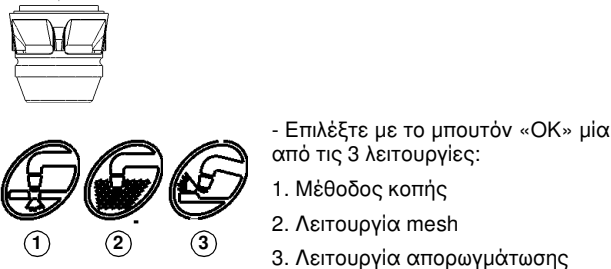 - Επιλέξτε με το μπουτόν «OK» μία
από τις 3 λειτουργίες:
1. Μέθοδος κοπής
2. Λειτουργία mesh
3. Λειτουργία απορωγμάτωσης
1 2 3